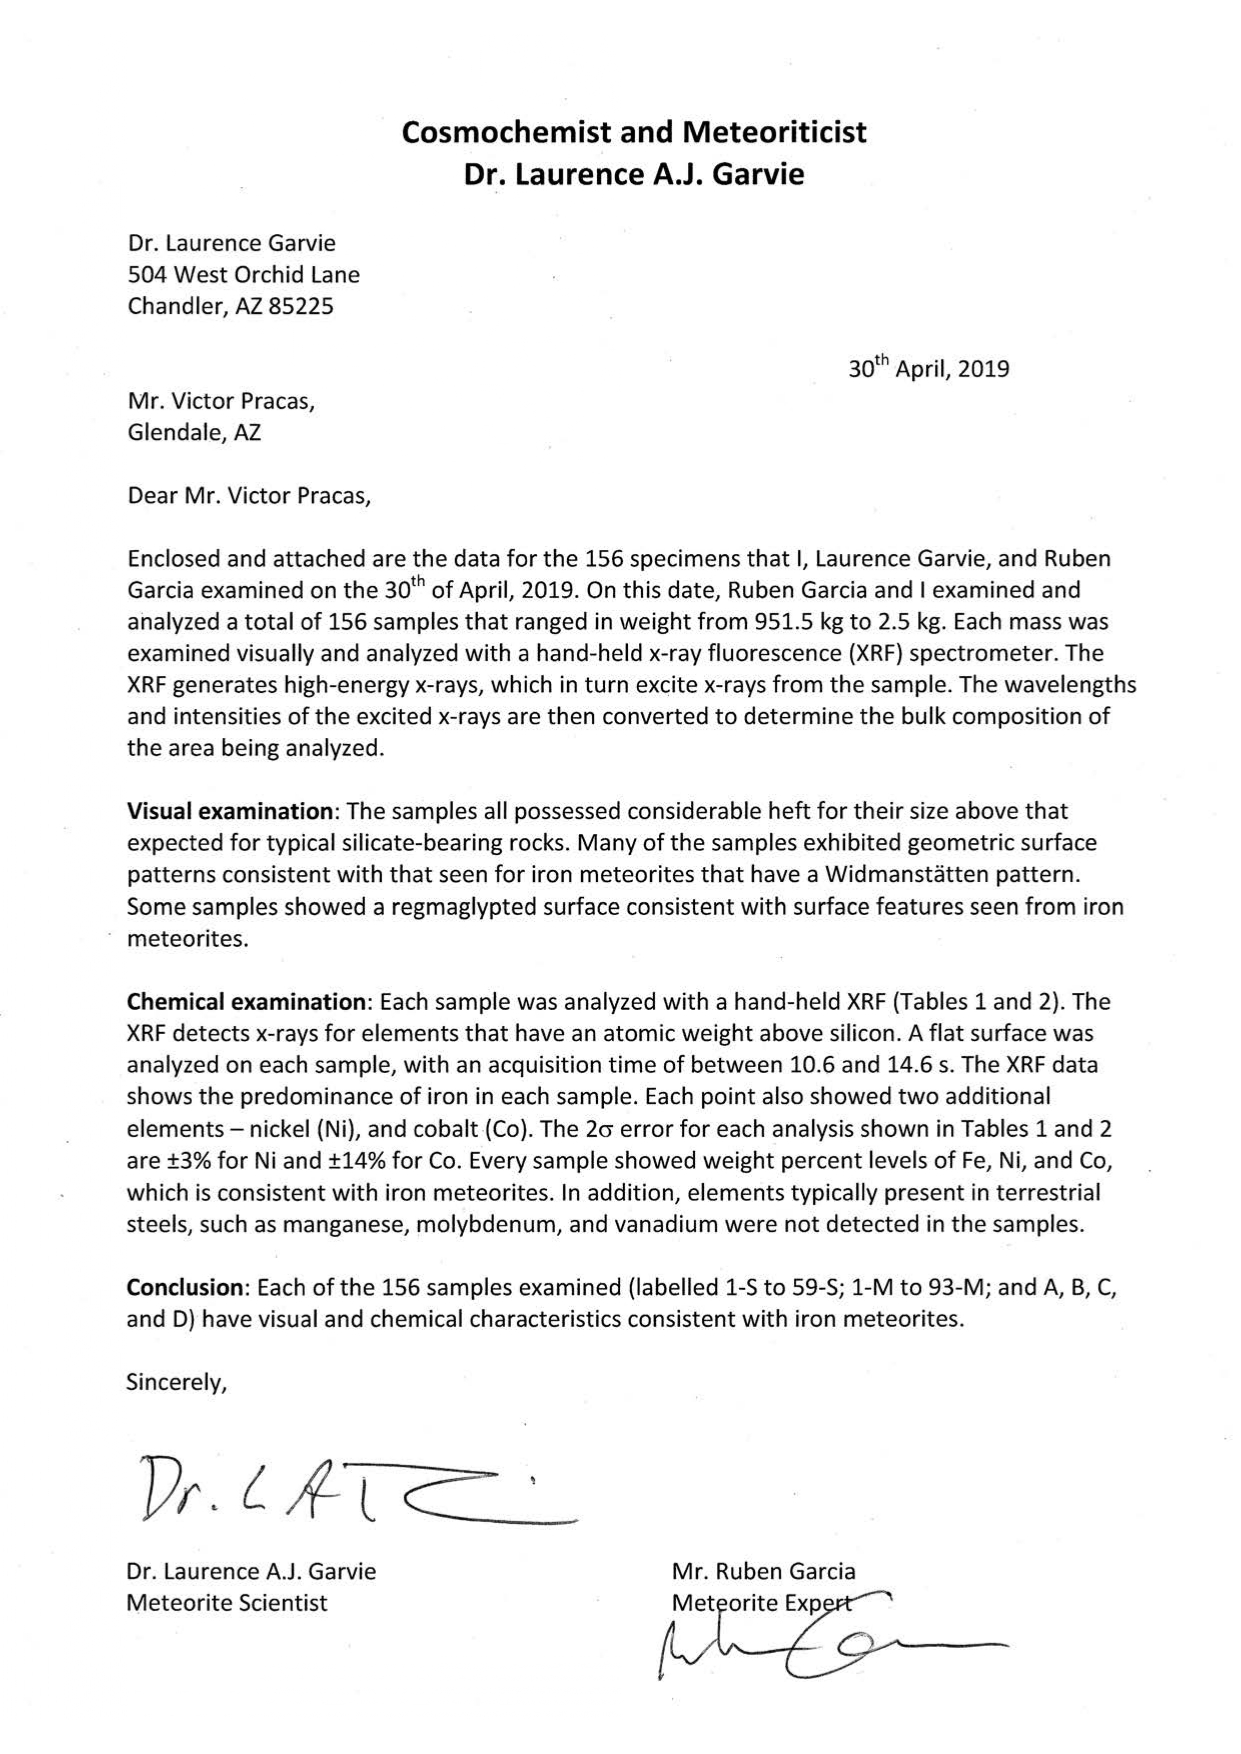 Cosmochemist and Meteoriticist
Dr. Laurence A.J. Garvie
Dr. Laurence Garvie
504 West Orchid Lane
Chandler, AZ 85225
30th April, 2019
Mr. Victor Pracas,
Glendale, AZ
Dear Mr. Victor Pracas,
Enclosed and attached are the data for the 156 specimens that I, Laurence Garvie, and Ruben
Garcia examined on the 30th of April, 2019. On this date, Ruben Garcia and I examined and
analyzed a total of 156 samples that ranged in weight from 951.5 kg to 2.5 kg. Each mass was
examined visually and analyzed with a hand-held x-ray fluorescence (XRF) spectrometer. The
XRF generates high-energy x-rays, which in turn excite x-rays from the sample. The wavelengths
and intensities of the excited x-rays are then converted to determine the bulk composition of
the area being analyzed.
Visual examination: The samples all possessed considerable heft for their size above that
expected for typical silicate-bearing rocks. Many of the samples exhibited geometric surface
patterns consistent with that seen for iron meteorites that have a Widmanstätten pattern.
Some samples showed a regmaglypted surface consistent with surface features seen from iron
meteorites.
Chemical examination: Each sample was analyzed with a hand-held XRF (Tables 1 and 2). The
XRF detects x-rays for elements that have an atomic weight above silicon. A flat surface was
analyzed on each sample, with an acquisition time of between 10.6 and 14.6 s. The XRF data
shows the predominance of iron in each sample. Each point also showed two additional
elements – nickel (Ni), and cobalt (Co). The 2σ error for each analysis shown in Tables 1 and 2
are ±3% for Ni and ±14% for Co. Every sample showed weight percent levels of Fe, Ni, and Co,
which is consistent with iron meteorites. In addition, elements typically present in terrestrial
steels, such as manganese, molybdenum, and vanadium were not detected in the samples.
Conclusion: Each of the 156 samples examined (labelled 1-S to 59-S; 1-M to 93-M; and A, B, C,
and D) have visual and chemical characteristics consistent with iron meteorites.
Sincerely,
Dr. L A
Dr. Laurence A.J. Garvie
Mr. Ruben Garcia
Meteorite Scientist
Meteorite Expert